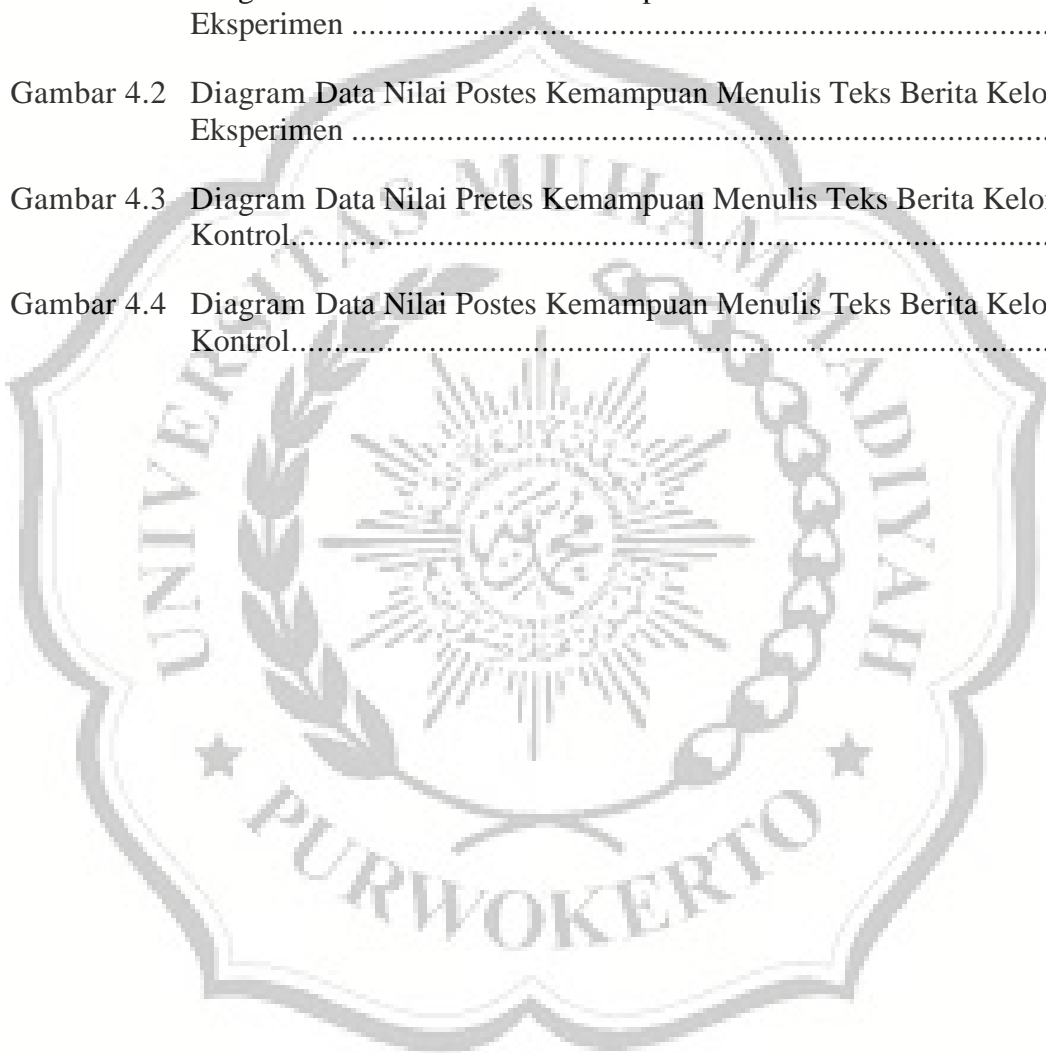 Eksperimen ........................................................................................
Gambar 4.2 Diagram Data Nilai Postes Kemampuan Menulis Teks Berita Kelo
Eksperimen ........................................................................................
Gambar 4.3 Diagram Data Nilai Pretes Kemampuan Menulis Teks Berita Kelo
Kontrol................................................................................................
Gambar 4.4 Diagram Data Nilai Postes Kemampuan Menulis Teks Berita Kelo
Kontrol................................................................................................
UNIVERSITAS MUHAMMADIYAH
PURWOKERTO